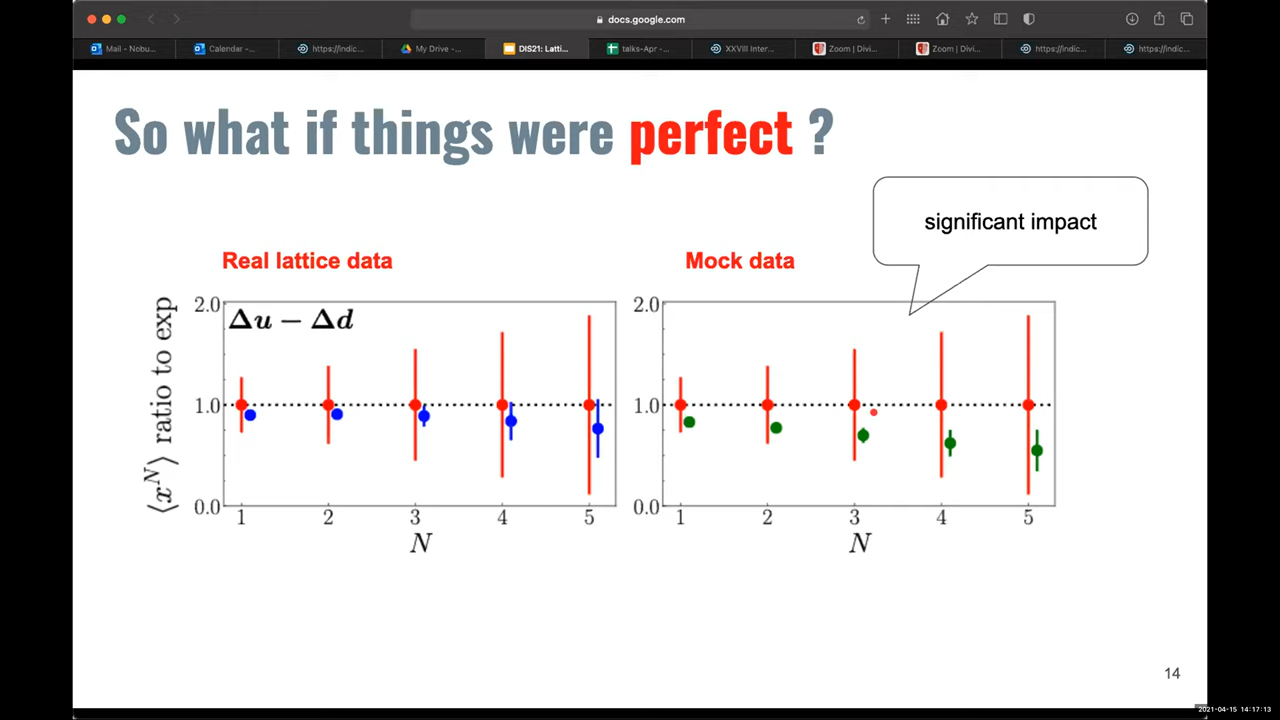 docs.google.com
Mail - Nobu...
Calendar -...
https://indic...
My Drive -...
DIS21: Latti...
talks-Apr -...
XXVIII Inter...
Zoom | Divi...
Zoom | Divi...
https://indic...
https://indic...
So what if things were perfect ?
significant impact
Real lattice data
Mock data
⟨x^N⟩ ratio to exp
2.0
1.0
0.0
Δu − Δd
1 2 3 4 5
N
2.0
1.0
0.0
1 2 3 4 5
N
14
2021-04-15 14:17:13